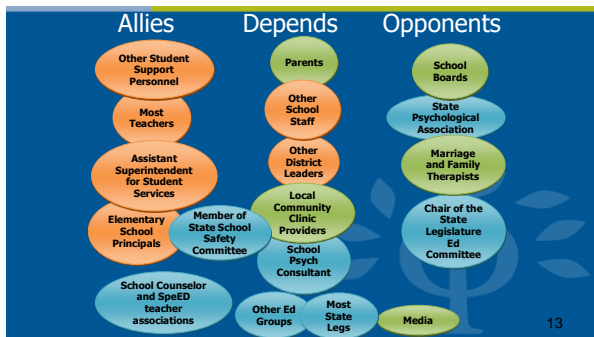 Allies
Depends
Opponents
Other Student
Support
Personnel
Most
Teachers
Assistant
Superintendent
for Student
Services
Elementary
School
Principals
Member of
State School
Safety
Committee
School Counselor
and SpeED
teacher
associations
Parents
Other
School
Staff
Other
District
Leaders
Local
Community
Clinic
Providers
School
Psych
Consultant
Other Ed
Groups
Most
State
Legs
School
Boards
State
Psychological
Association
Marriage
and Family
Therapists
Chair of the
State
Legislature
Ed
Committee
Media
13